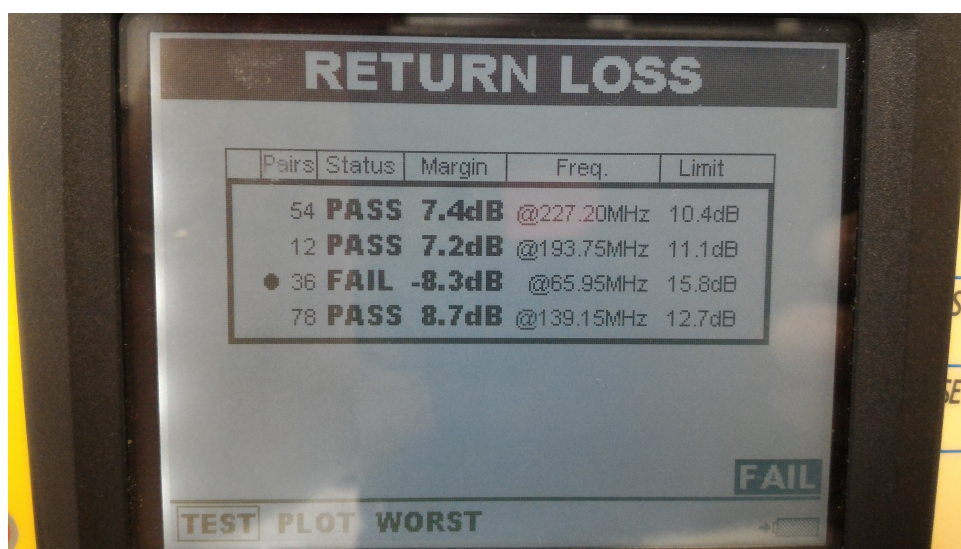 RETURN LOSS
Pairs Status Margin Freq. Limit
54 PASS 7.4dB @227.20MHz 10.4dB
12 PASS 7.2dB @193.75MHz 11.1dB
36 FAIL -8.3dB @65.95MHz 15.8dB
78 PASS 8.7dB @139.15MHz 12.7dB
FAIL
TEST PLOT WORST